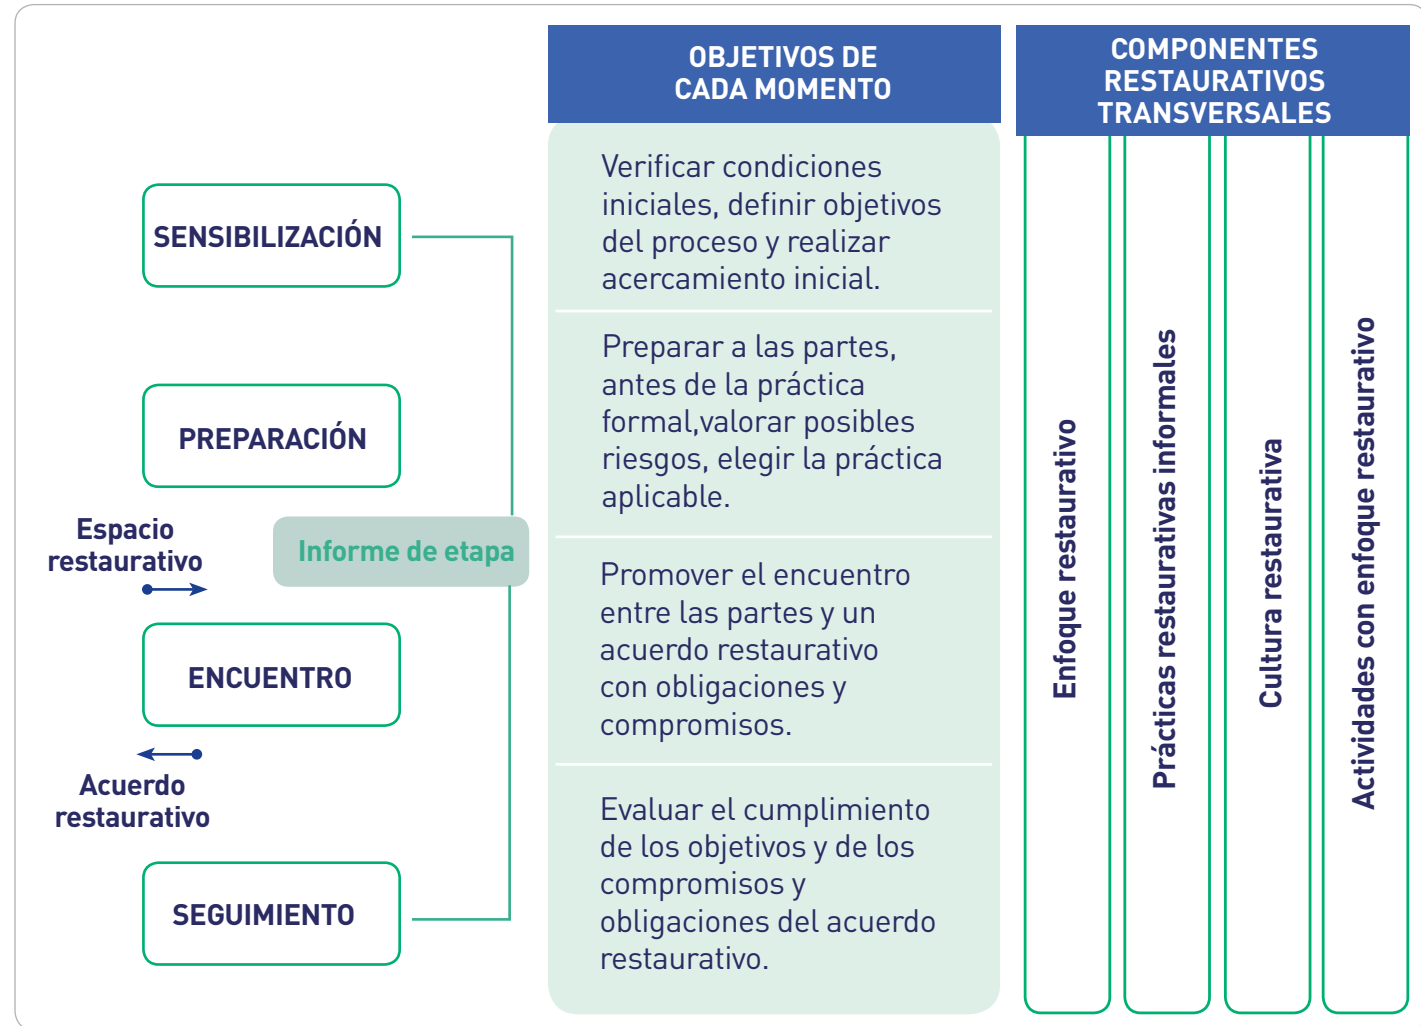 OBJETIVOS DE
CADA MOMENTO
COMPONENTES
RESTAURATIVOS
TRANSVERSALES
SENSIBILIZACIÓN
Verificar condiciones
iniciales, definir objetivos
del proceso y realizar
acercamiento inicial.
PREPARACIÓN
Preparar a las partes,
antes de la práctica
formal,valorar posibles
riesgos, elegir la práctica
aplicable.
Espacio
restaurativo
Informe de etapa
ENCUENTRO
Promover el encuentro
entre las partes y un
acuerdo restaurativo
con obligaciones y
compromisos.
Acuerdo
restaurativo
SEGUIMIENTO
Evaluar el cumplimiento
de los objetivos y de los
compromisos y
obligaciones del acuerdo
restaurativo.
Enfoque restaurativo
Prácticas restaurativas informales
Cultura restaurativa
Actividades con enfoque restaurativo